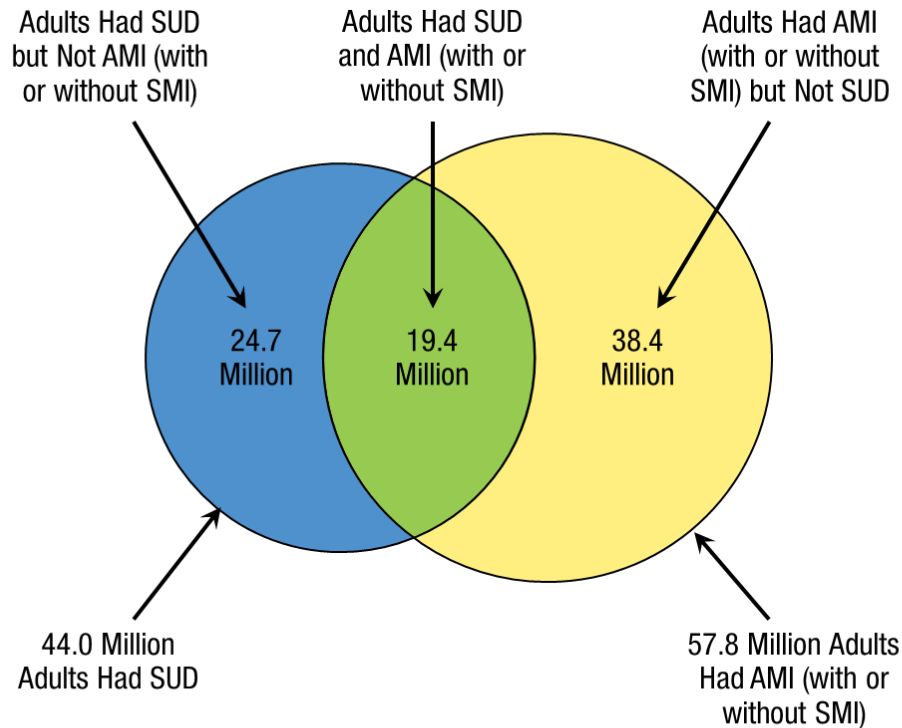 Adults Had SUD
but Not AMI (with
or without SMI)
Adults Had SUD
and AMI (with or
without SMI)
Adults Had AMI
(with or without
SMI) but Not SUD
24.7
Million
19.4
Million
38.4
Million
44.0 Million
Adults Had SUD
57.8 Million Adults
Had AMI (with or
without SMI)